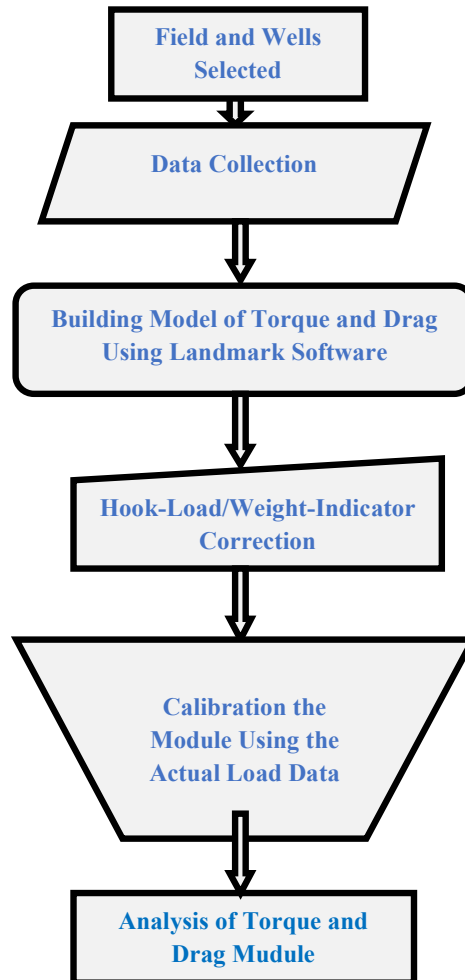 Field and Wells
Selected
Data Collection
Building Model of Torque and Drag
Using Landmark Software
Hook-Load/Weight-Indicator
Correction
Calibration the
Module Using the
Actual Load Data
Analysis of Torque and
Drag Mudule